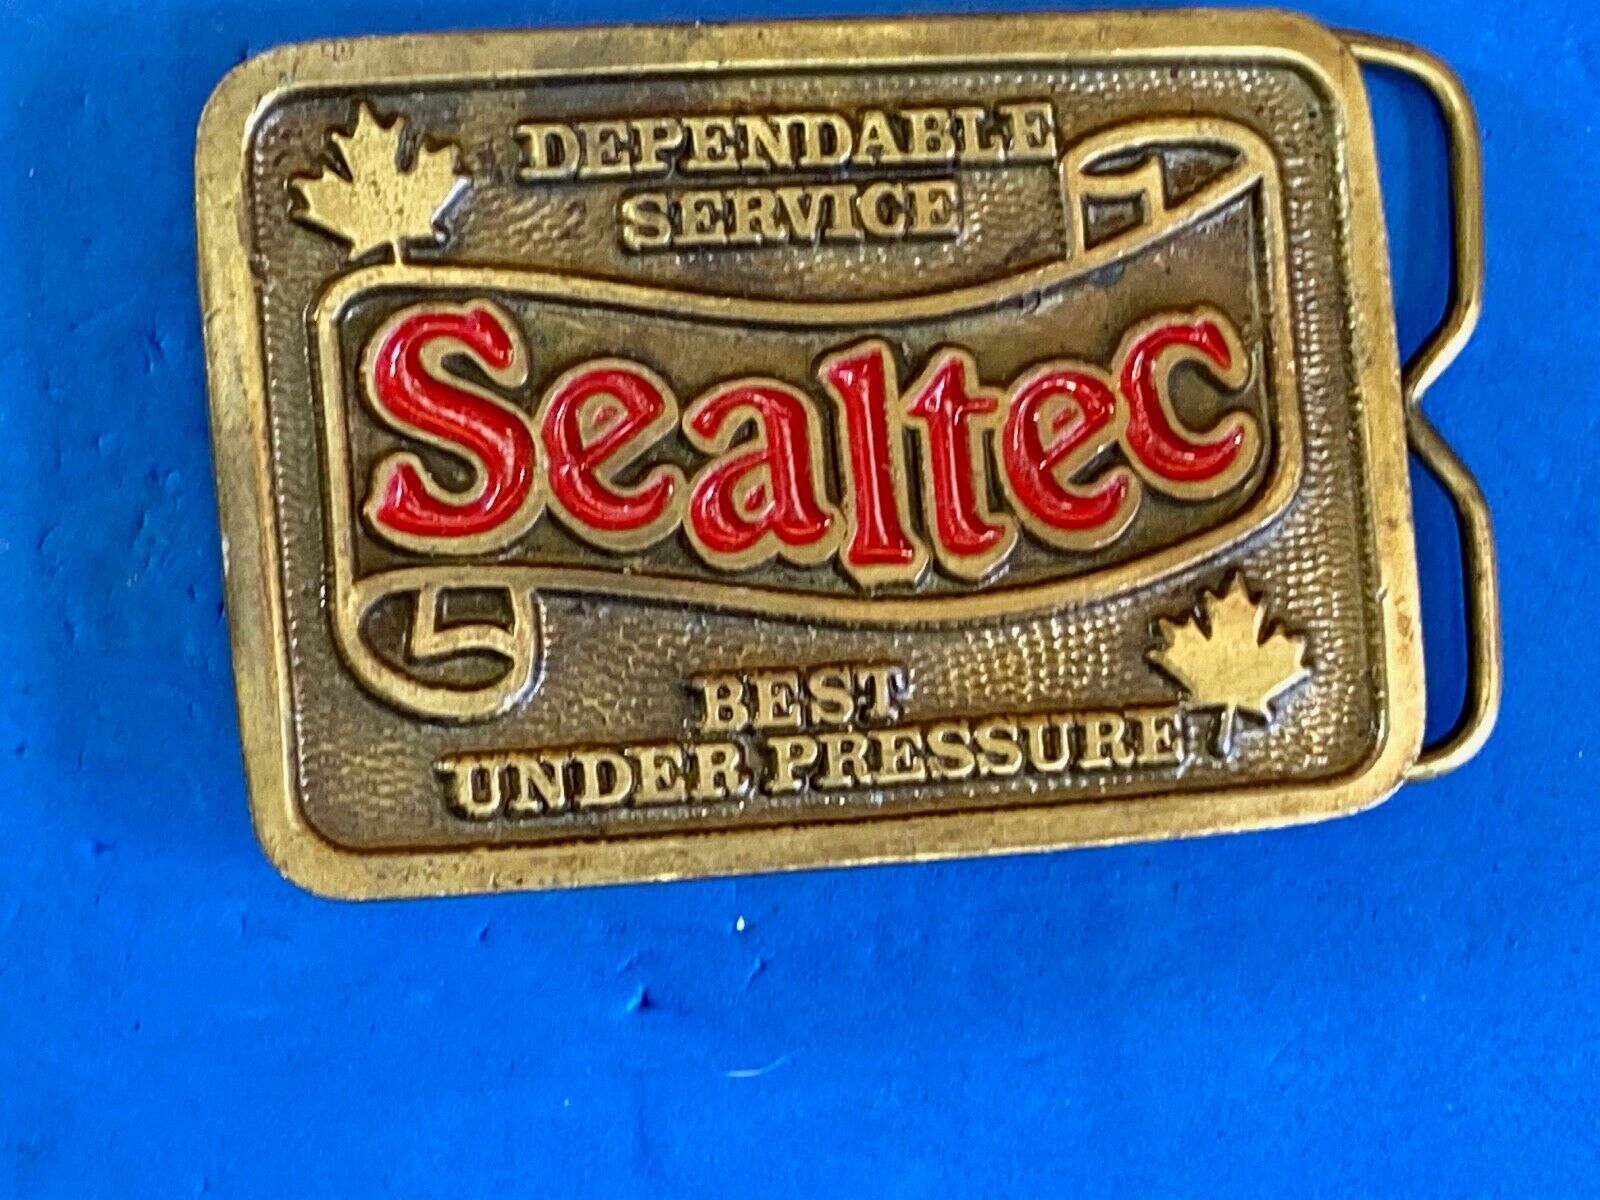 DEPENDABLE
SERVICE
Sealtec
BEST
UNDER PRESSURE